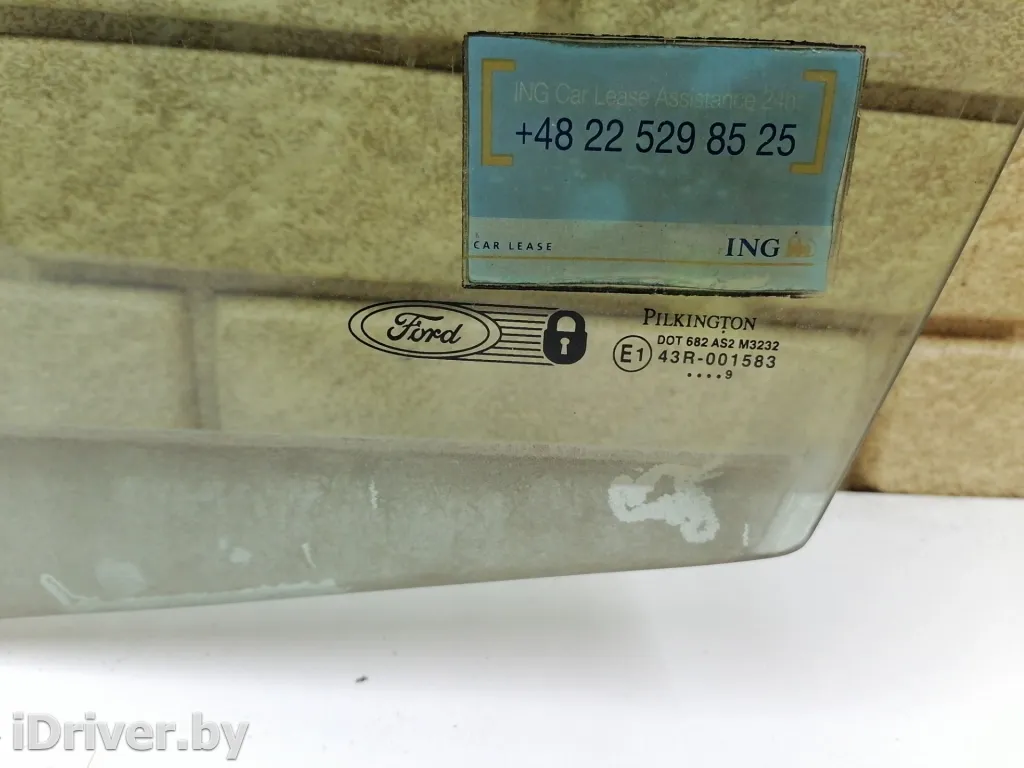 ING Car Lease Assistance 24h
+48 22 529 85 25
CAR LEASE
ING
Ford
PILKINGTON
DOT 682 AS2 M3232
E1
43R-001583
....9
iDriver.by